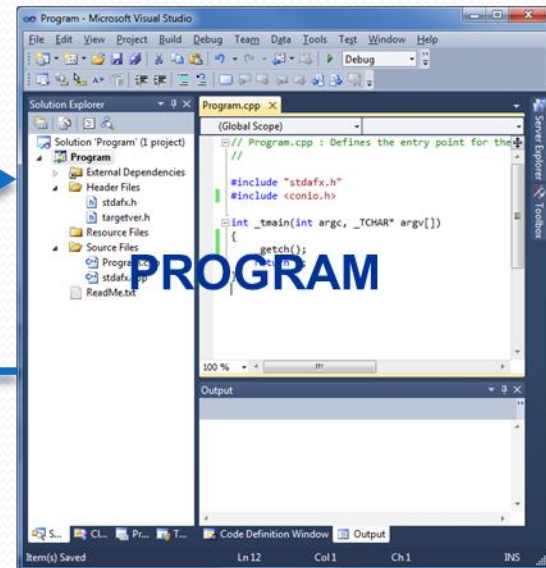 Program - Microsoft Visual Studio
File Edit View Project Build Debug Team Data Tools Test Window Help
Debug
Solution Explorer
Program.cpp
(Global Scope)
Solution 'Program' (1 project)
Program
External Dependencies
Header Files
stdafx.h
targetver.h
Resource Files
Source Files
stdafx.cpp
ReadMe.txt
// Program.cpp : Defines the entry point for the
//
#include "stdafx.h"
#include <conio.h>
int _tmain(int argc, _TCHAR* argv[])
{
getch();
PROGRAM
100 %
Output
Server Explorer
Toolbox
S... Cl... Pr... T...
Code Definition Window Output
Item(s) Saved Ln 12 Col 1 Ch 1 INS